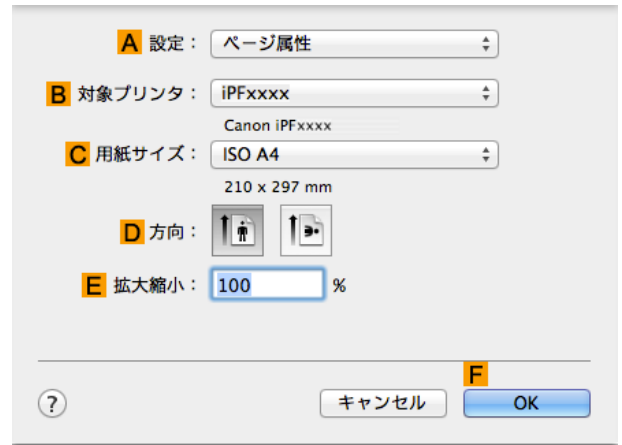 A 設定： ページ属性
B 対象プリンタ： iPFxxxx
Canon iPFxxxx
C 用紙サイズ： ISO A4
210 x 297 mm
D 方向：
E 拡大縮小： 100 %
F
? キャンセル OK